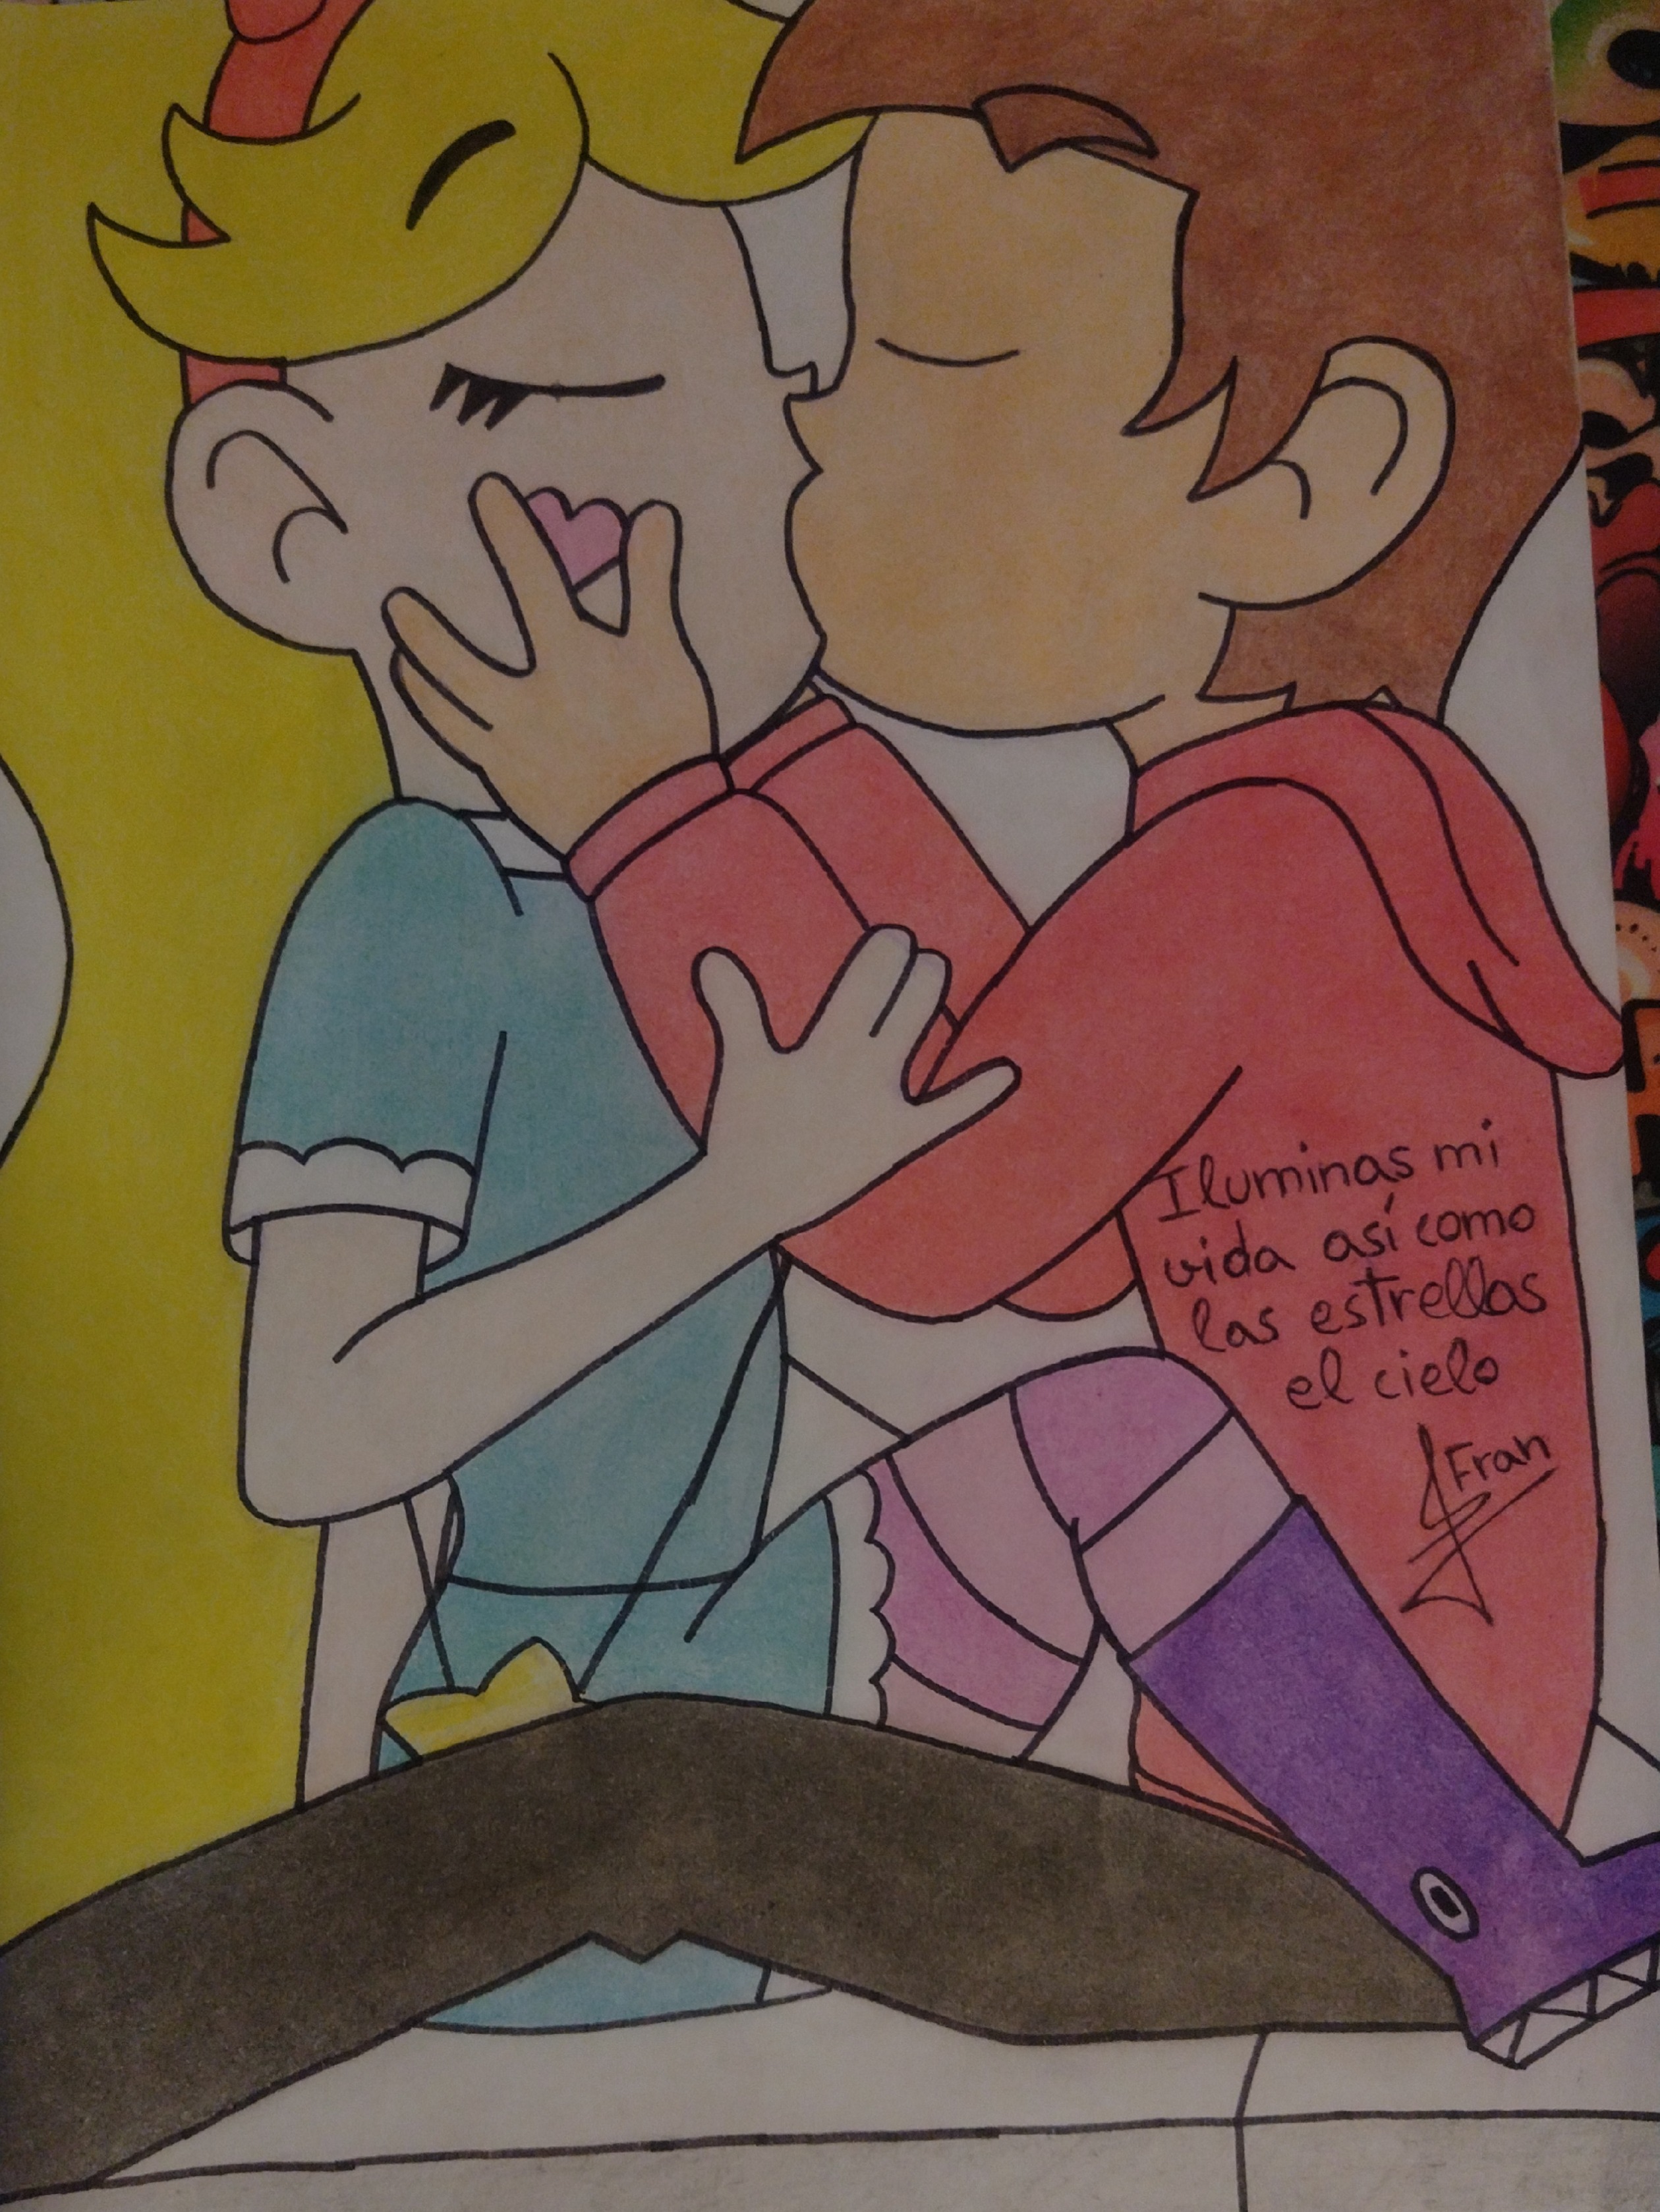 Iluminas mi
vida así como
las estrellas
el cielo
Fran